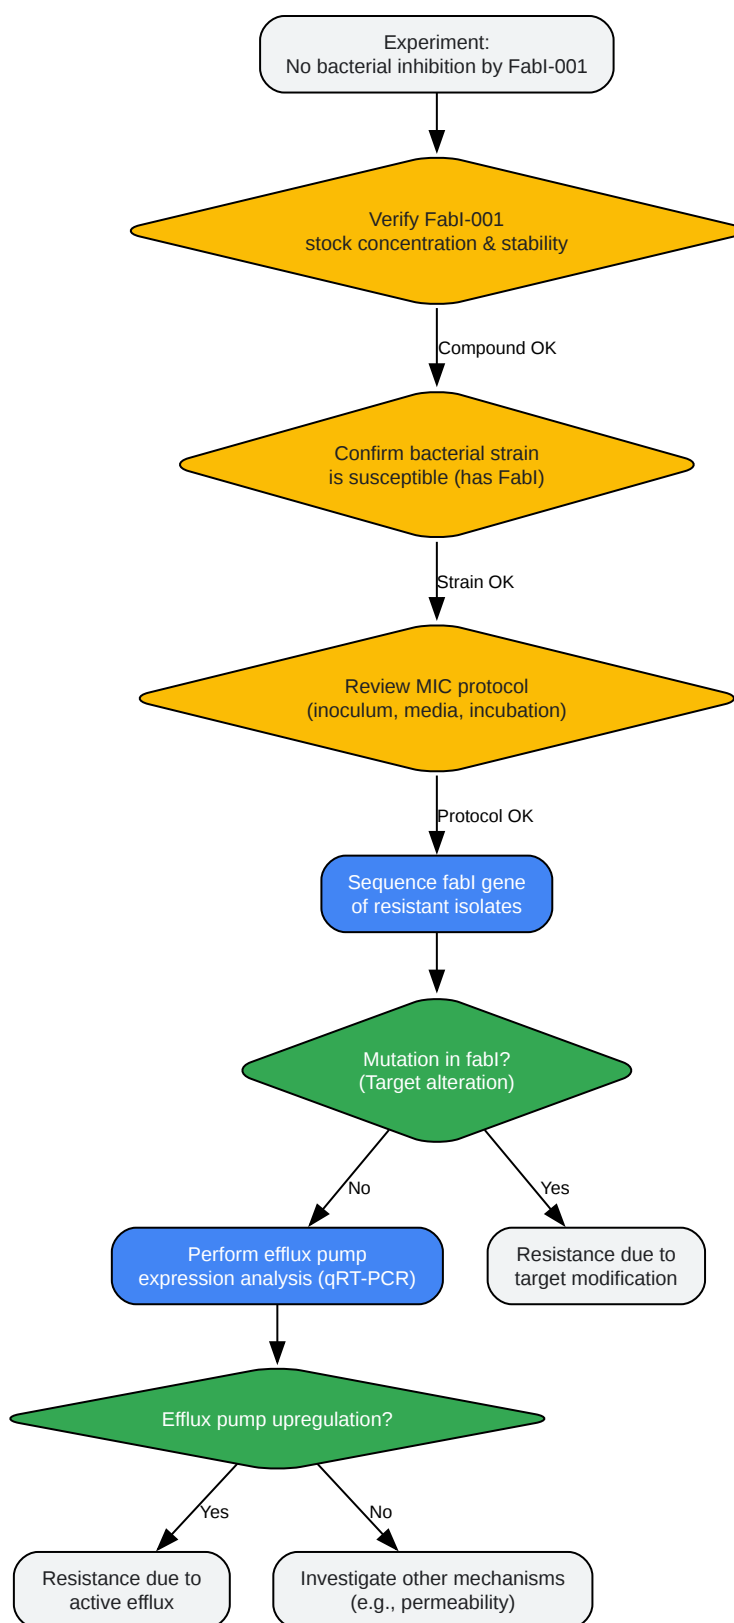 Experiment:
No bacterial inhibition by FabI-001
Verify FabI-001
stock concentration & stability
Compound OK
Confirm bacterial strain
is susceptible (has FabI)
Strain OK
Review MIC protocol
(inoculum, media, incubation)
Protocol OK
Sequence fabI gene
of resistant isolates
Mutation in fabI?
(Target alteration)
No
Yes
Perform efflux pump
expression analysis (qRT-PCR)
Resistance due to
target modification
Efflux pump upregulation?
Yes
No
Resistance due to
active efflux
Investigate other mechanisms
(e.g., permeability)